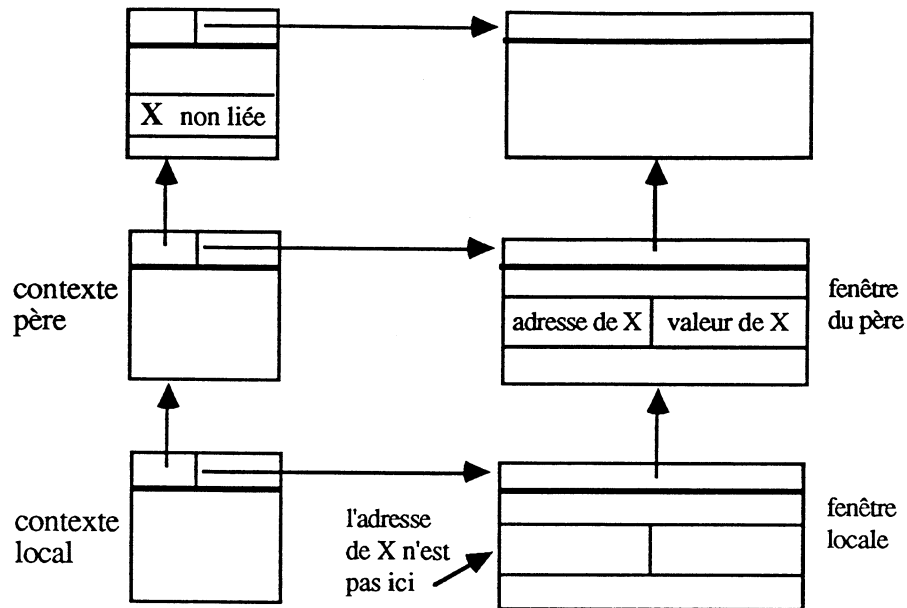 X non liée
contexte
père
adresse de X
valeur de X
fenêtre
du père
contexte
local
l'adresse
de X n'est
pas ici
fenêtre
locale